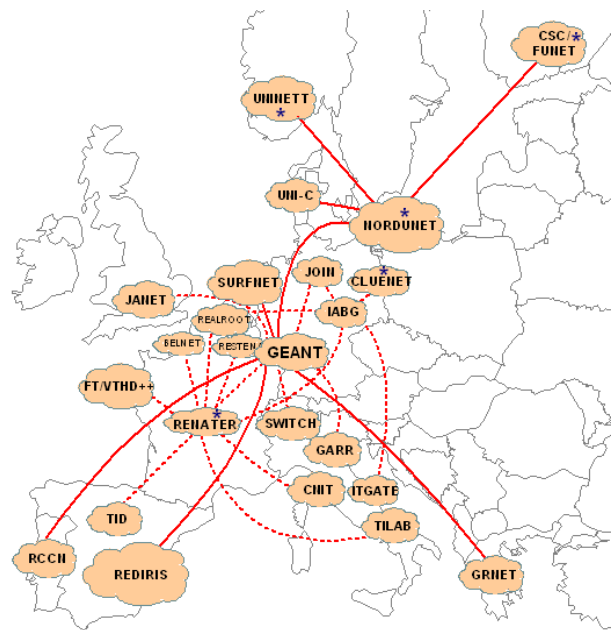 CSC/*
FUNET
UNINETT
*
UNI-C
*
NORDUNET
JOIN
*
CLUENET
SURFNET
JANET
IABG
REALROOT
BELNET
RESTENA
GEANT
FT/VTHD++
*
RENATER
SWITCH
GARR
CNIT
ITGATE
TID
TILAB
RCCN
REDIRIS
GRNET